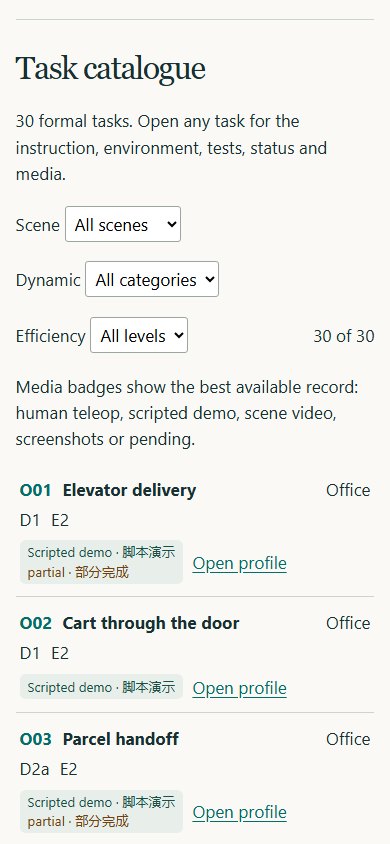 Task catalogue
30 formal tasks. Open any task for the
instruction, environment, tests, status and
media.
Scene All scenes
Dynamic All categories
Efficiency All levels 30 of 30
Media badges show the best available record:
human teleop, scripted demo, scene video,
screenshots or pending.
O01 Elevator delivery Office
D1 E2
Scripted demo · 脚本演示
partial · 部分完成
Open profile
O02 Cart through the door Office
D1 E2
Scripted demo · 脚本演示 Open profile
O03 Parcel handoff Office
D2a E2
Scripted demo · 脚本演示
partial · 部分完成
Open profile